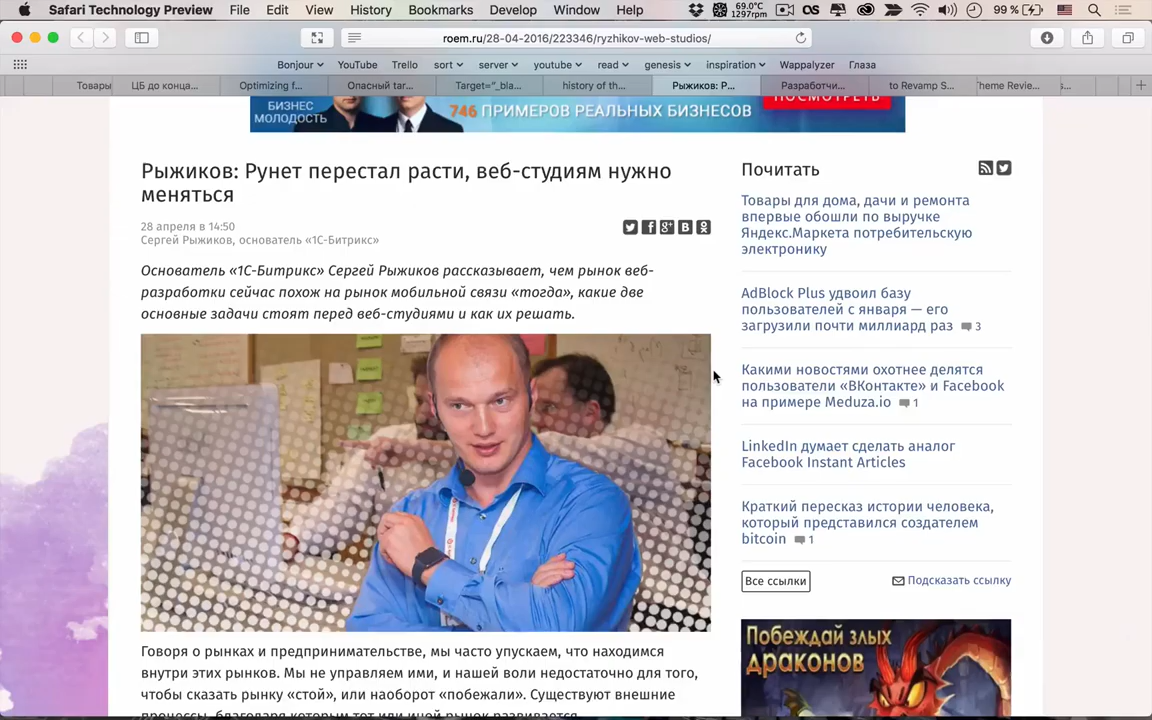 Safari Technology Preview File Edit View History Bookmarks Develop Window Help 69.0°C 1297rpm 99 %
roem.ru/28-04-2016/223346/ryzhikov-web-studios/
Bonjour YouTube Trello sort server youtube read genesis inspiration Wappalyzer Глаза
Товары ЦБ до конца... Optimizing f... Опасный tar... Target="_bla... history of th... Рыжиков: Р... Разработчи... to Revamp S... Theme Revie... s...
БИЗНЕС
МОЛОДОСТЬ
746 ПРИМЕРОВ РЕАЛЬНЫХ БИЗНЕСОВ
ПОСМОТРЕТЬ
Рыжиков: Рунет перестал расти, веб-студиям нужно
меняться
28 апреля в 14:50
Сергей Рыжиков, основатель «1С-Битрикс»
Основатель «1С-Битрикс» Сергей Рыжиков рассказывает, чем рынок веб-
разработки сейчас похож на рынок мобильной связи «тогда», какие две
основные задачи стоят перед веб-студиями и как их решать.
Говоря о рынках и предпринимательстве, мы часто упускаем, что находимся
внутри этих рынков. Мы не управляем ими, и нашей воли недостаточно для того,
чтобы сказать рынку «стой», или наоборот «побежали». Существуют внешние
процессы, благодаря которым тот или иной рынок развивается.
Почитать
Товары для дома, дачи и ремонта
впервые обошли по выручке
Яндекс.Маркета потребительскую
электронику
AdBlock Plus удвоил базу
пользователей с января — его
загрузили почти миллиард раз 3
Какими новостями охотнее делятся
пользователи «ВКонтакте» и Facebook
на примере Meduza.io 1
LinkedIn думает сделать аналог
Facebook Instant Articles
Краткий пересказ истории человека,
который представился создателем
bitcoin 1
Все ссылки Подсказать ссылку
Побеждай злых
драконов